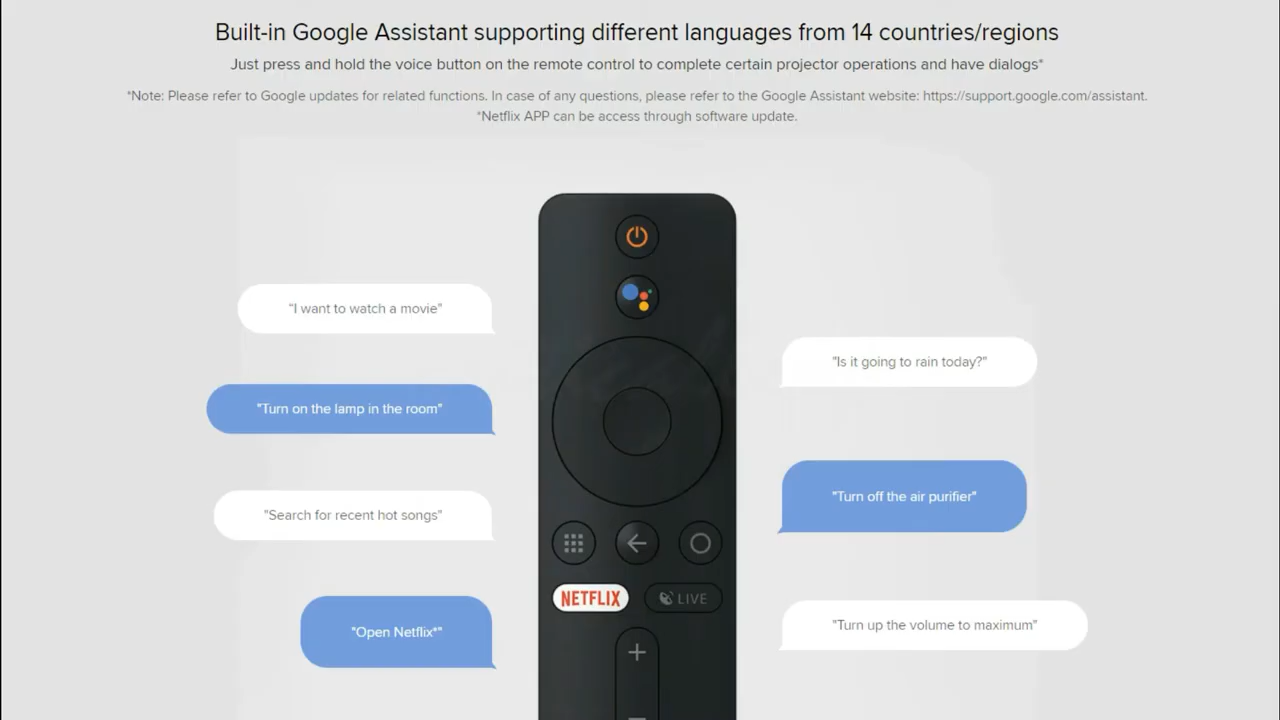 Built-in Google Assistant supporting different languages from 14 countries/regions
Just press and hold the voice button on the remote control to complete certain projector operations and have dialogs*
*Note: Please refer to Google updates for related functions. In case of any questions, please refer to the Google Assistant website: https://support.google.com/assistant.
*Netflix APP can be access through software update.
"I want to watch a movie"
"Is it going to rain today?"
"Turn on the lamp in the room"
"Turn off the air purifier"
"Search for recent hot songs"
NETFLIX
LIVE
"Open Netflix*"
"Turn up the volume to maximum"